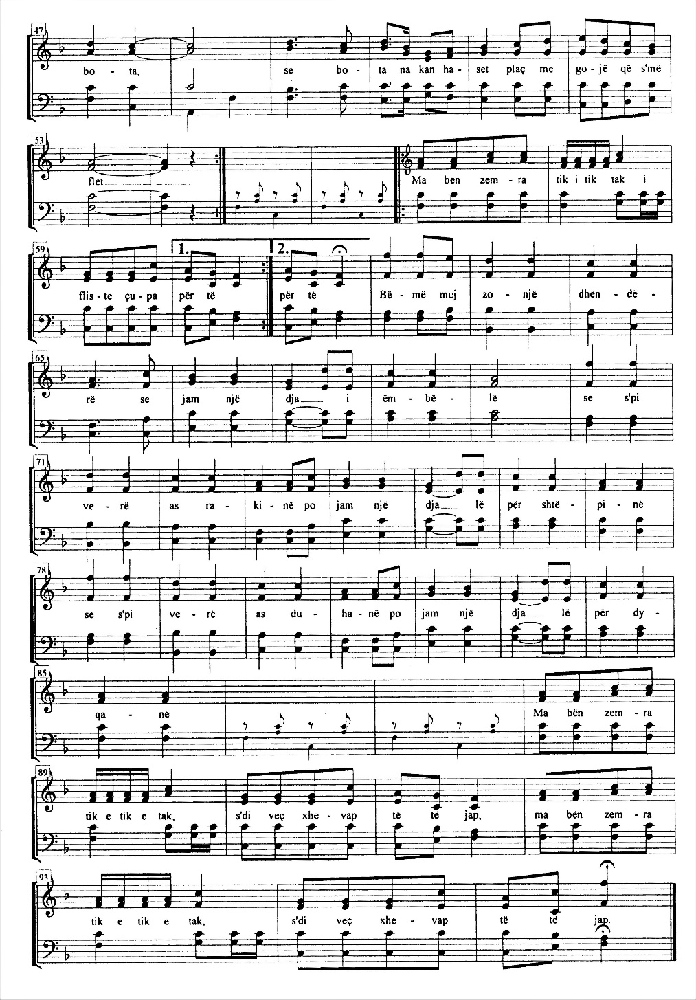 47
bo - ta, se bo - ta na kan ha - set plaç me go - jë që s'më
53
flet Ma bën zem - ra tik i tik tak i
59
1. 2.
flis - te çu - pa për të për të Bë - më moj zo - një dhën - dë -
65
rë se jam një dja i ëm - bë - lë se s'pi
71
ve - rë as ra - ki - në po jam një dja lë për shtë - pi - në
78
se s'pi ve - rë as du - ha - në po jam një dja lë për dy -
85
qa - në Ma bën zem - ra
89
tik e tik e tak, s'di veç xhe - vap të të jap, ma bën zem - ra
93
tik e tik e tak, s'di veç xhe - vap të të jap.